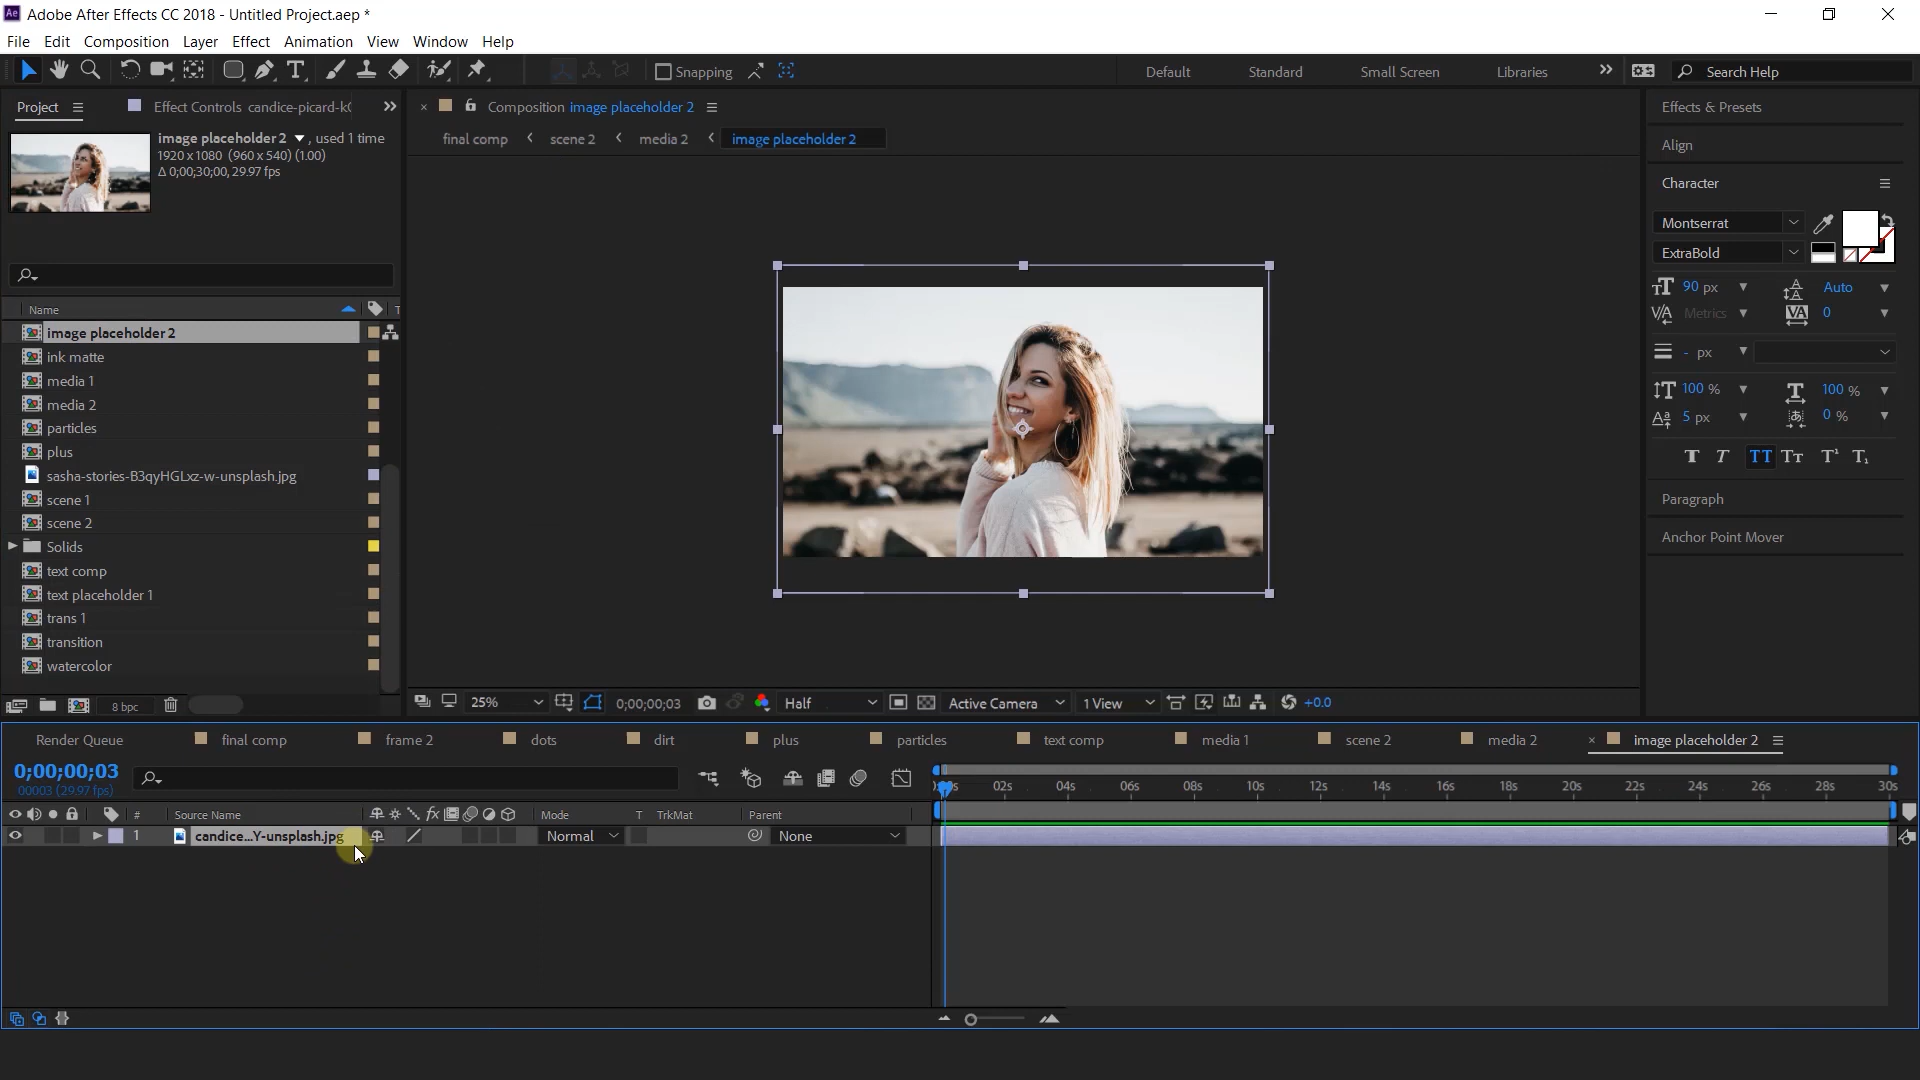 Adobe After Effects CC 2018 - Untitled Project.aep *
File Edit Composition Layer Effect Animation View Window Help
Snapping
Default Standard Small Screen Libraries
Search Help
Project
Effect Controls
Composition image placeholder 2
Effects & Presets
image placeholder 2 , used 1 time
1920 x 1080 (960 x 540) (1.00)
Δ 0;00;30;00, 29.97 fps
final comp scene 2 media 2 image placeholder 2
Align
Character
Montserrat
ExtraBold
90 px Auto
Metrics 0
- px
100 % 100 %
5 px 0 %
Paragraph
Anchor Point Mover
Name
image placeholder 2
ink matte
media 1
media 2
particles
plus
sasha-stories-B3qyHGLxz-w-unsplash.jpg
scene 1
scene 2
Solids
text comp
text placeholder 1
trans 1
transition
watercolor
8 bpc
25% 0;00;00;03 Half Active Camera 1 View +0.0
Render Queue final comp frame 2 dots dirt plus particles text comp media 1 scene 2 media 2 image placeholder 2
0;00;00;03
00003 (29.97 fps)
02s 04s 06s 08s 10s 12s 14s 16s 18s 20s 22s 24s 26s 28s 30s
# Source Name Mode T TrkMat Parent
1 candice...Y-unsplash.jpg Normal None